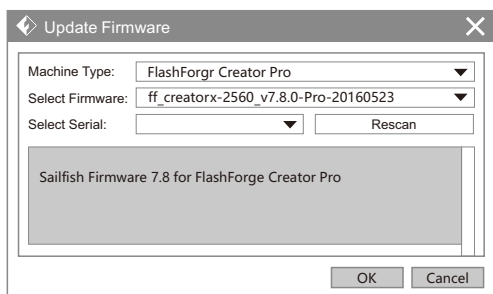 Update Firmware
Machine Type: FlashForgr Creator Pro
Select Firmware: ff_creatorx-2560_v7.8.0-Pro-20160523
Select Serial: Rescan
Sailfish Firmware 7.8 for FlashForge Creator Pro
OK Cancel